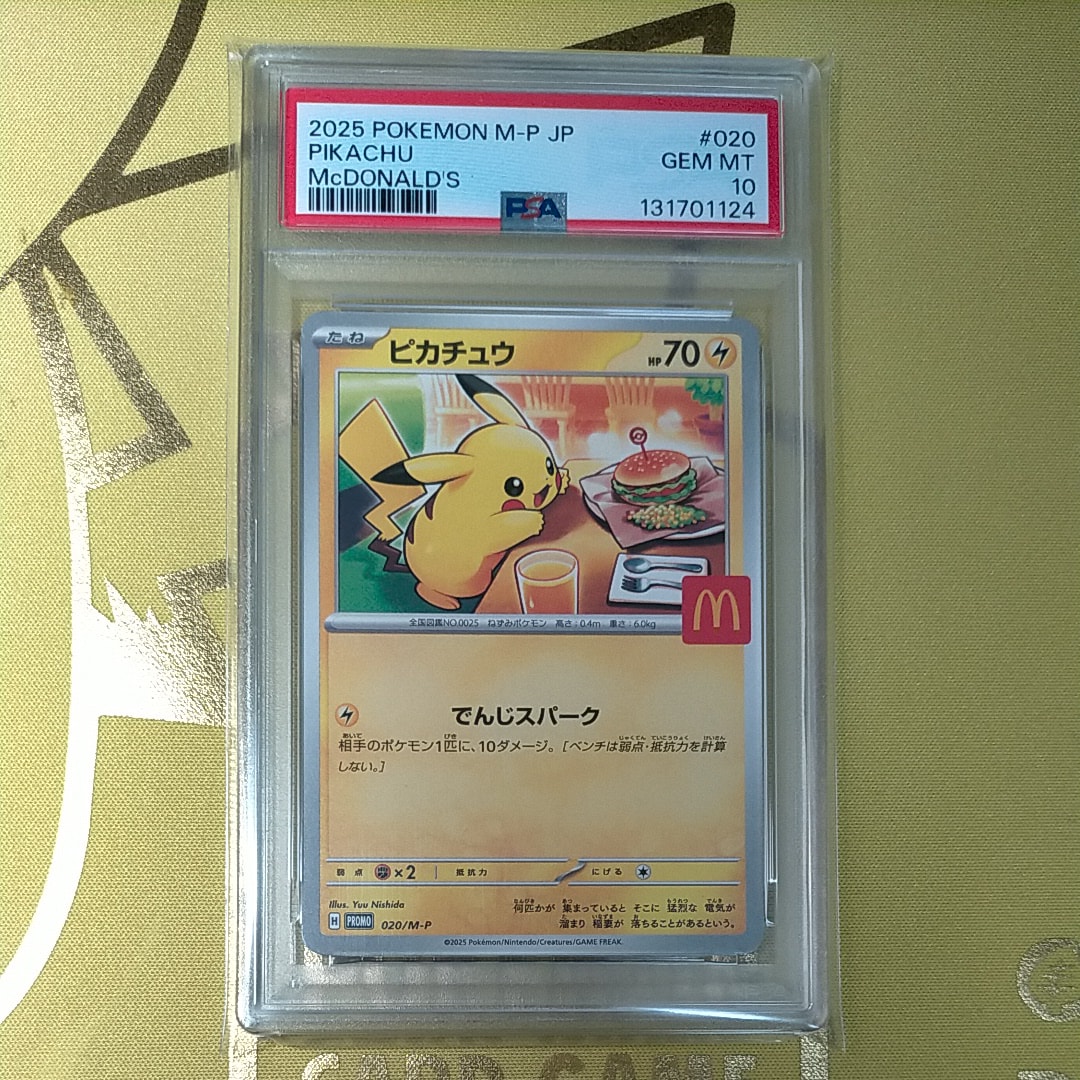 2025 POKEMON M-P JP
#020
PIKACHU
GEM MT
McDONALD'S
10
PSA
131701124
たね
ピカチュウ
HP70
全国図鑑NO.0025 ねずみポケモン 高さ:0.4m 重さ:6.0kg
でんじスパーク
相手のポケモン1匹に、10ダメージ。[ベンチは弱点・抵抗力を計算
しない。]
弱点 ×2 抵抗力 にげる
Illus. Yuu Nishida
何匹かが 集まっていると そこに 猛烈な 電気が
溜まり 稲妻が 落ちることがあるという。
H PROMO 020/M-P
©2025 Pokémon/Nintendo/Creatures/GAME FREAK.
CARD GAME